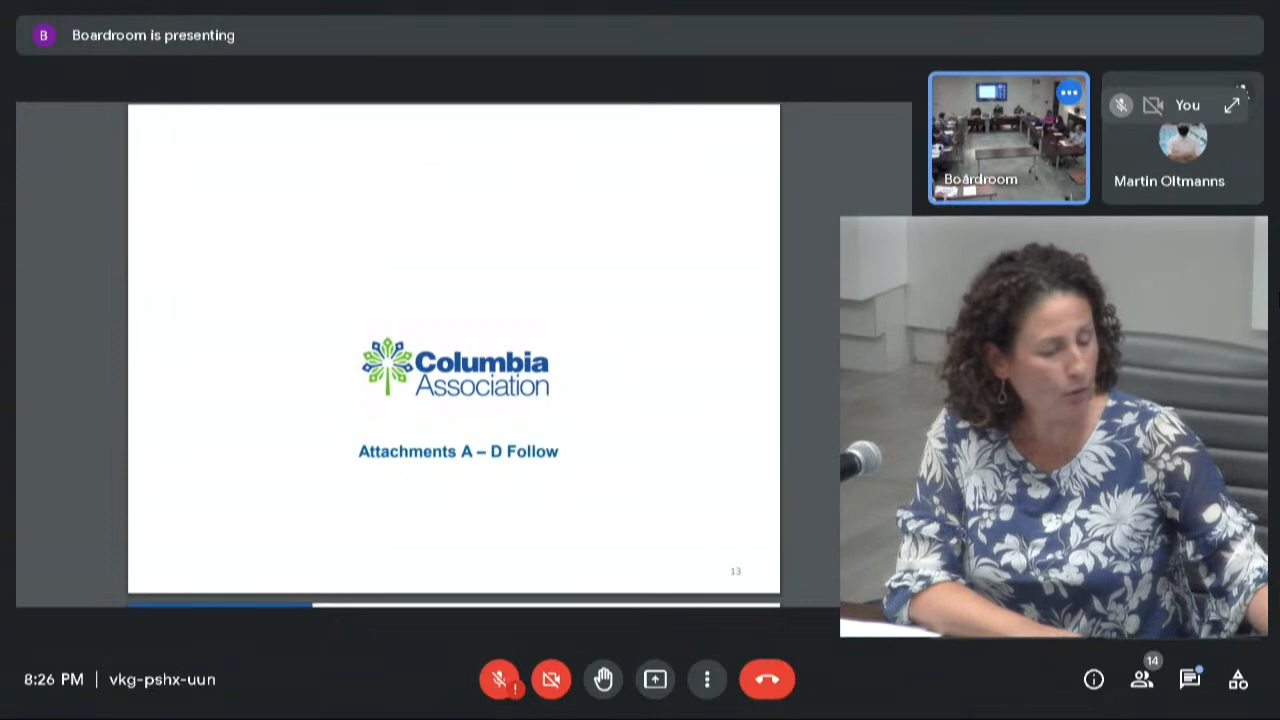 B
Boardroom is presenting
Boardroom
You
Martin Oltmanns
Columbia
Association
Attachments A – D Follow
13
8:26 PM | vkg-pshx-uun
!
14